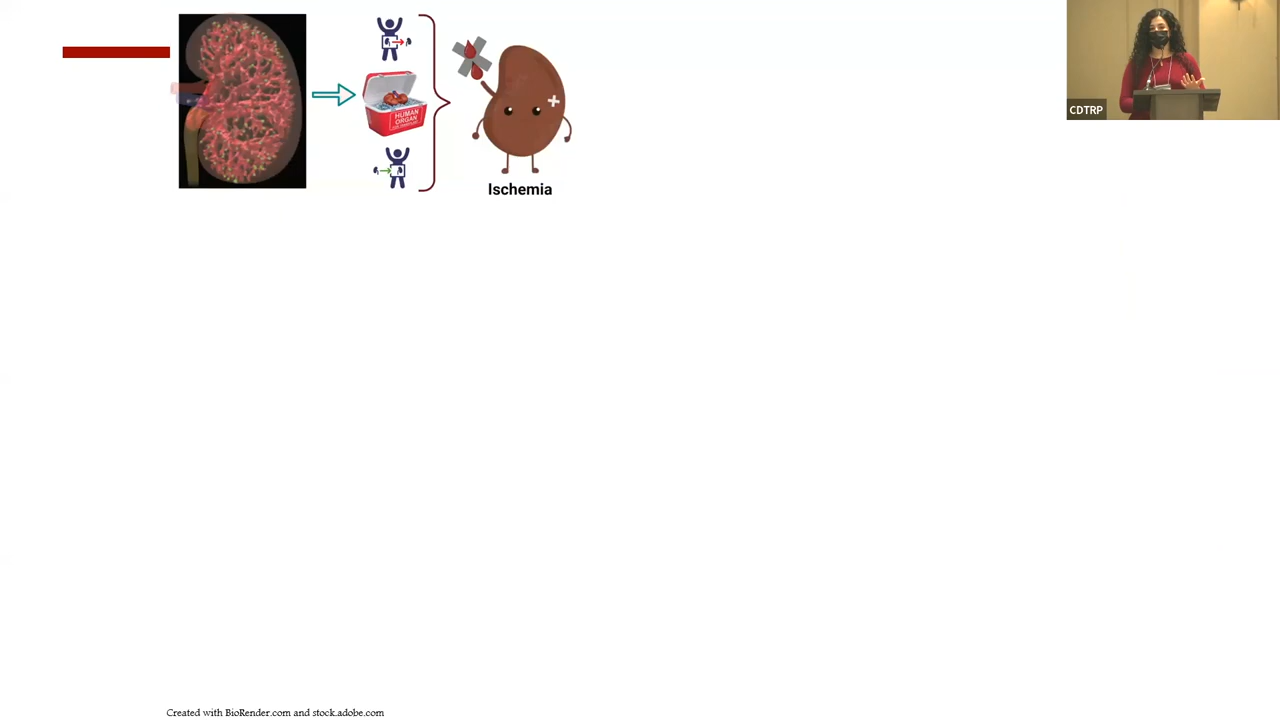 HUMAN
ORGAN
Ischemia
CDTRP
Created with BioRender.com and stock.adobe.com